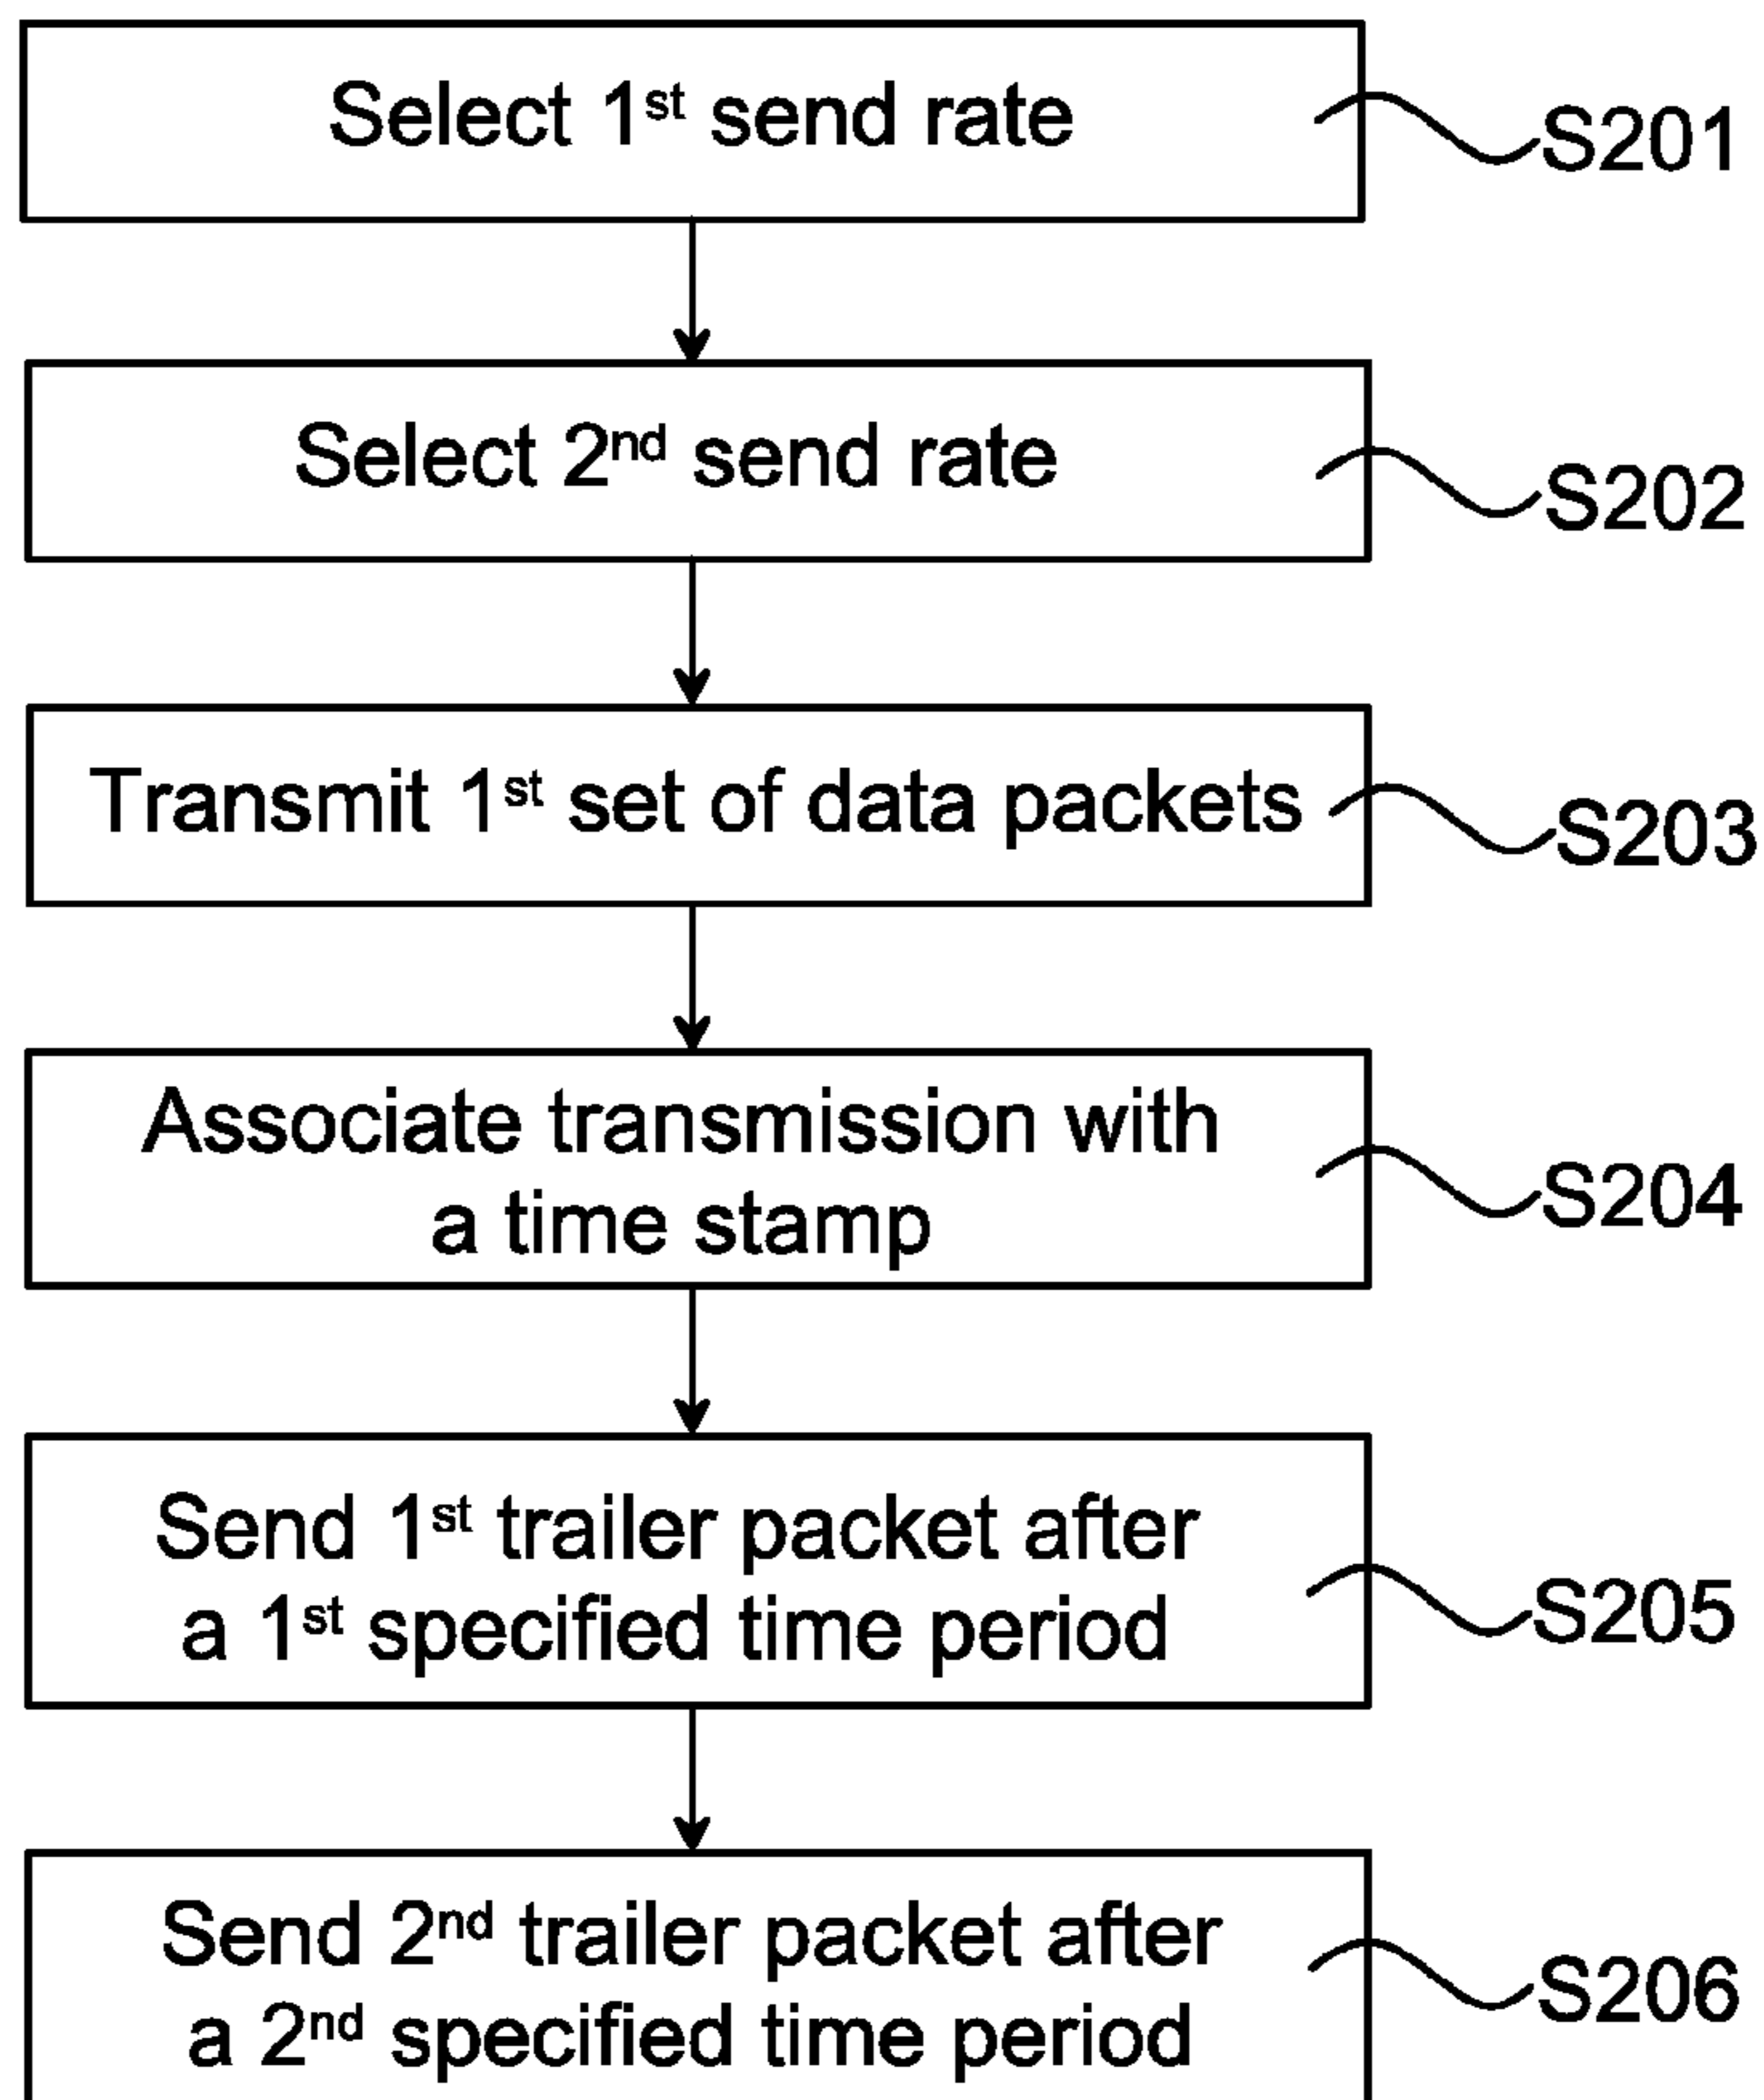 Select 1st send rate
S201
Select 2nd send rate
S202
Transmit 1st set of data packets
S203
Associate transmission with
a time stamp
S204
Send 1st trailer packet after
a 1st specified time period
S205
Send 2nd trailer packet after
a 2nd specified time period
S206